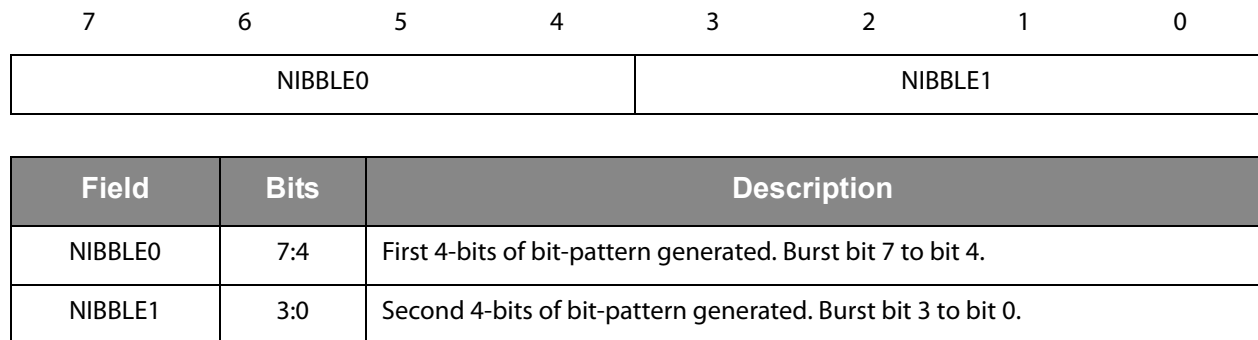 7 6 5 4 3 2 1 0
NIBBLE0 NIBBLE1
Field Bits Description
NIBBLE0 7:4 First 4-bits of bit-pattern generated. Burst bit 7 to bit 4.
NIBBLE1 3:0 Second 4-bits of bit-pattern generated. Burst bit 3 to bit 0.